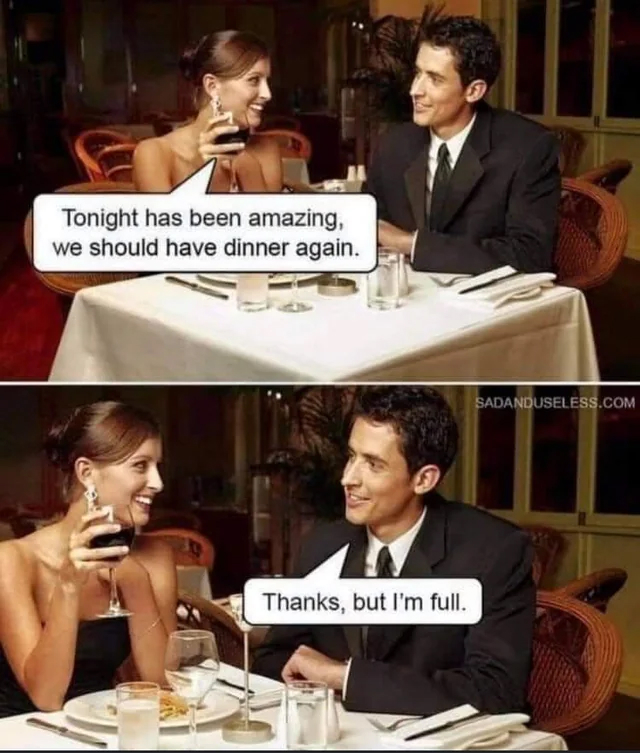 Tonight has been amazing,
we should have dinner again.
SADANDUSELESS.COM
Thanks, but I'm full.